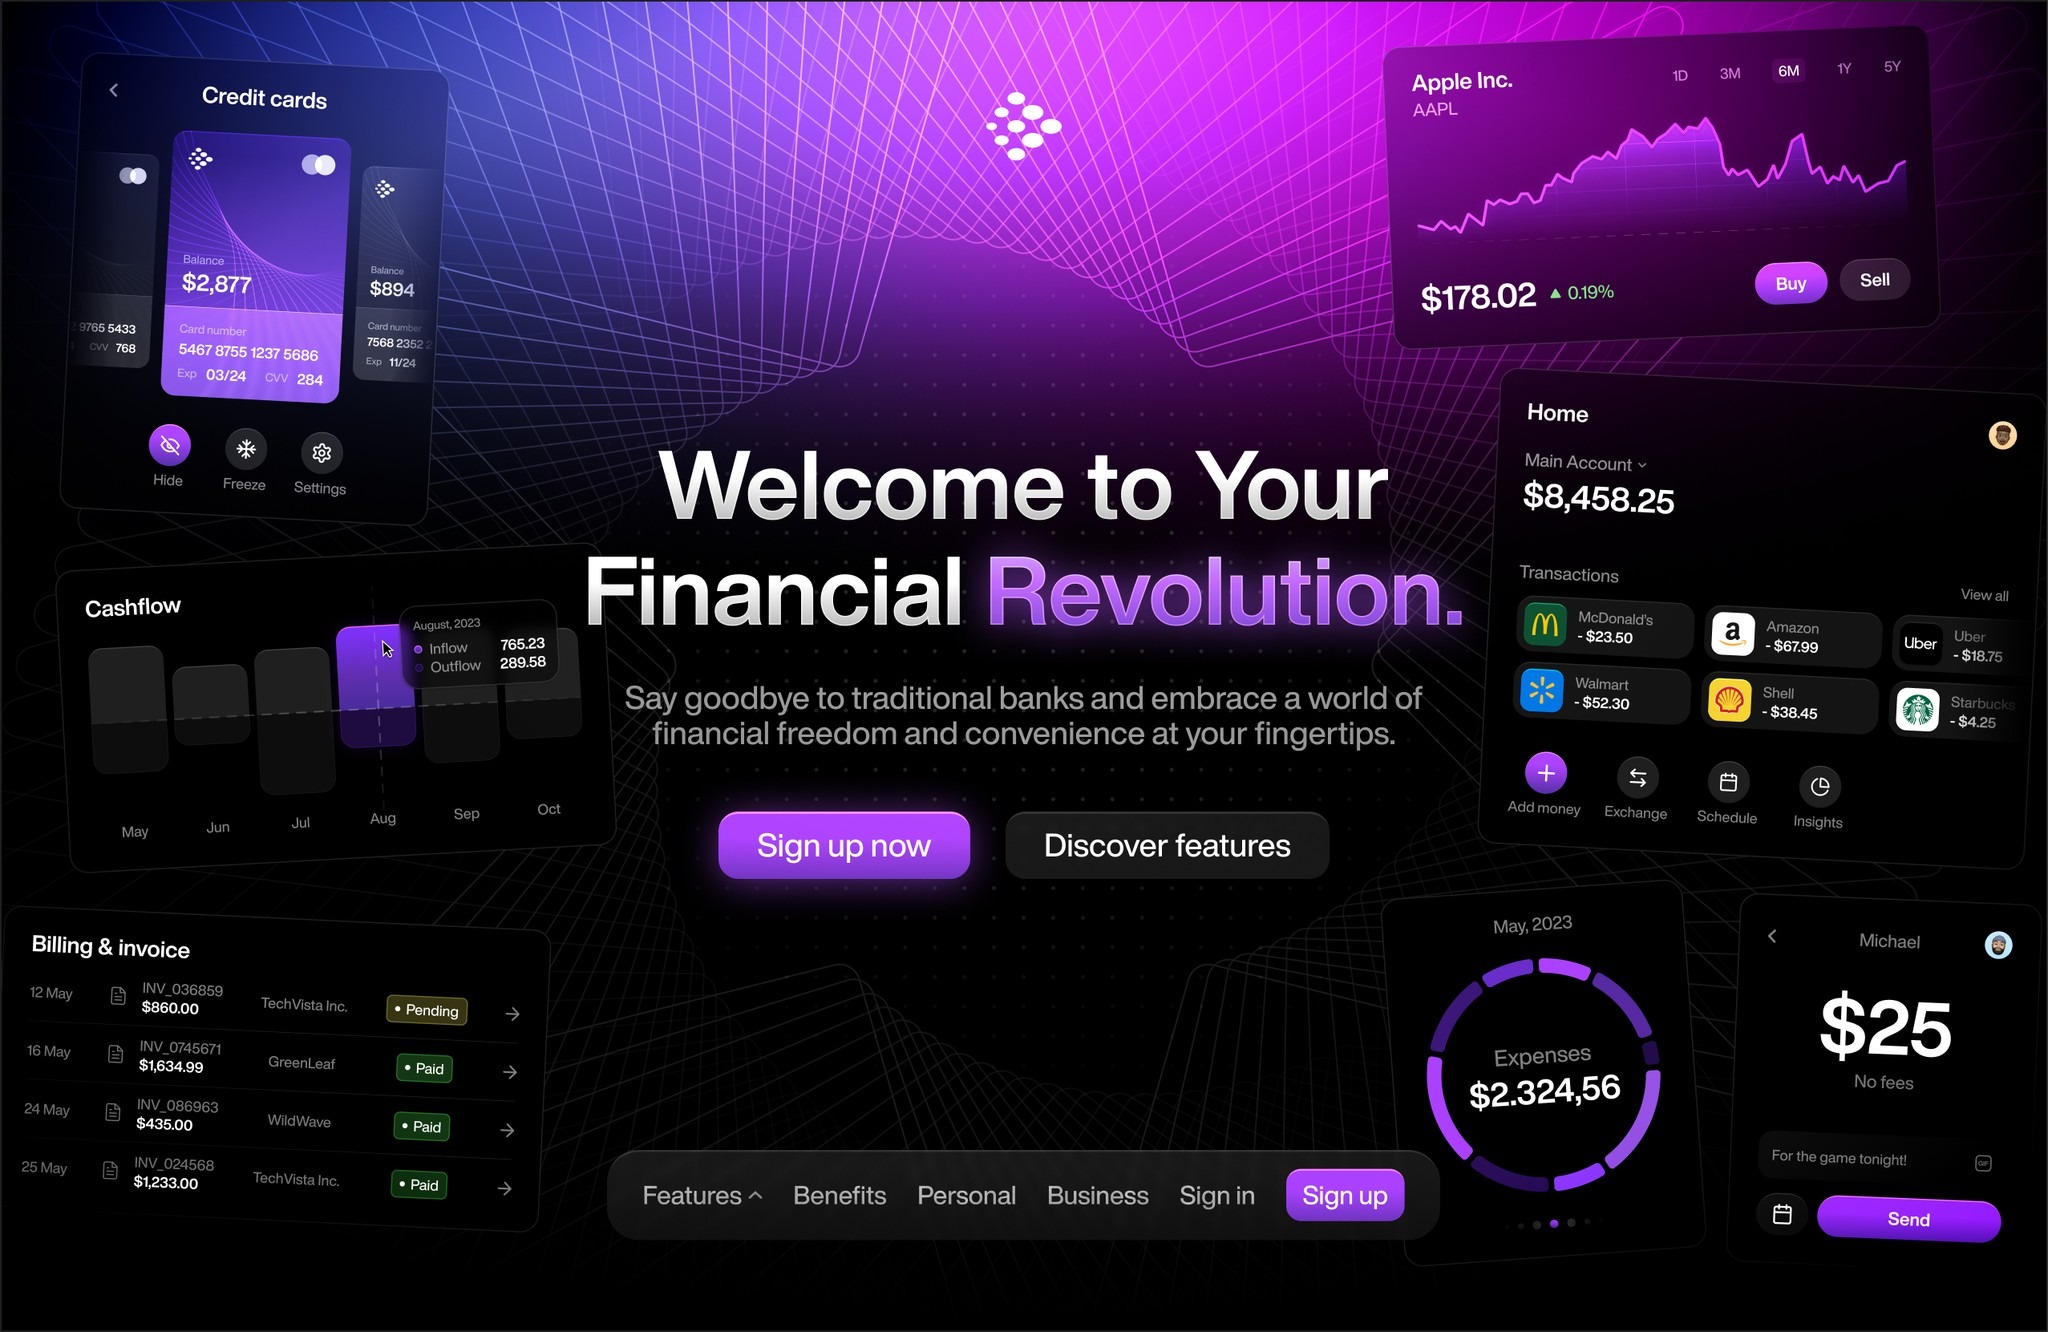 Credit cards
Balance
$2,877
Card number
5467 8755 1237 5686
Exp 03/24 CVV 284
9765 5433
CVV 768
Balance
$894
Card number
7568 2352 2
Exp 11/24
Hide
Freeze
Settings
Apple Inc.
AAPL
1D 3M 6M 1Y 5Y
$178.02 0.19%
Buy
Sell
Welcome to Your
Financial Revolution.
Say goodbye to traditional banks and embrace a world of
financial freedom and convenience at your fingertips.
Sign up now
Discover features
Home
Main Account
$8,458.25
Transactions
View all
McDonald's
- $23.50
a
Amazon
- $67.99
Uber
Uber
- $18.75
Walmart
- $52.30
Shell
- $38.45
Starbucks
- $4.25
Add money
Exchange
Schedule
Insights
Cashflow
August, 2023
Inflow 765.23
Outflow 289.58
May Jun Jul Aug Sep Oct
Billing & invoice
12 May INV_036859 TechVista Inc. Pending
$860.00
16 May INV_0745671 GreenLeaf Paid
$1,634.99
24 May INV_086963 WildWave Paid
$435.00
25 May INV_024568 TechVista Inc. Paid
$1,233.00
May, 2023
Expenses
$2.324,56
Michael
$25
No fees
For the game tonight!
GIF
Send
Features Benefits Personal Business Sign in Sign up